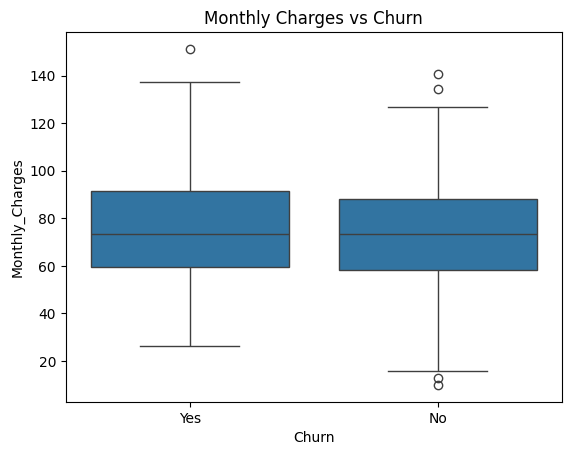 Monthly Charges vs Churn
Monthly_Charges
140
120
100
80
60
40
20
Yes
No
Churn